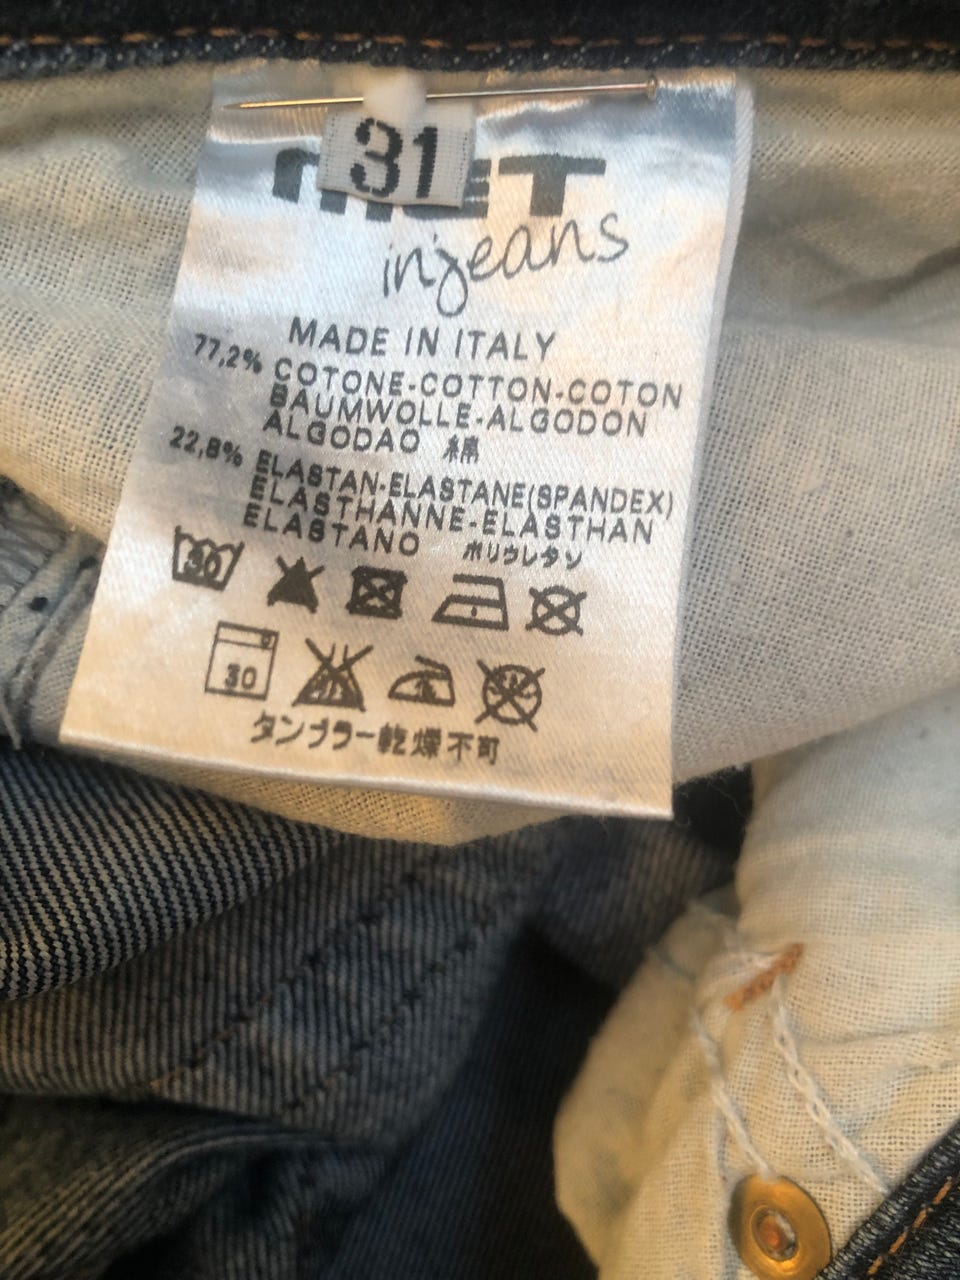 31
MET
in jeans
MADE IN ITALY
77,2% COTONE-COTTON-COTON
BAUMWOLLE-ALGODON
ALGODAO 綿
22,8% ELASTAN-ELASTANE(SPANDEX)
ELASTHANNE-ELASTHAN
ELASTANO ポリウレタン
30
30
タンブラー乾燥不可